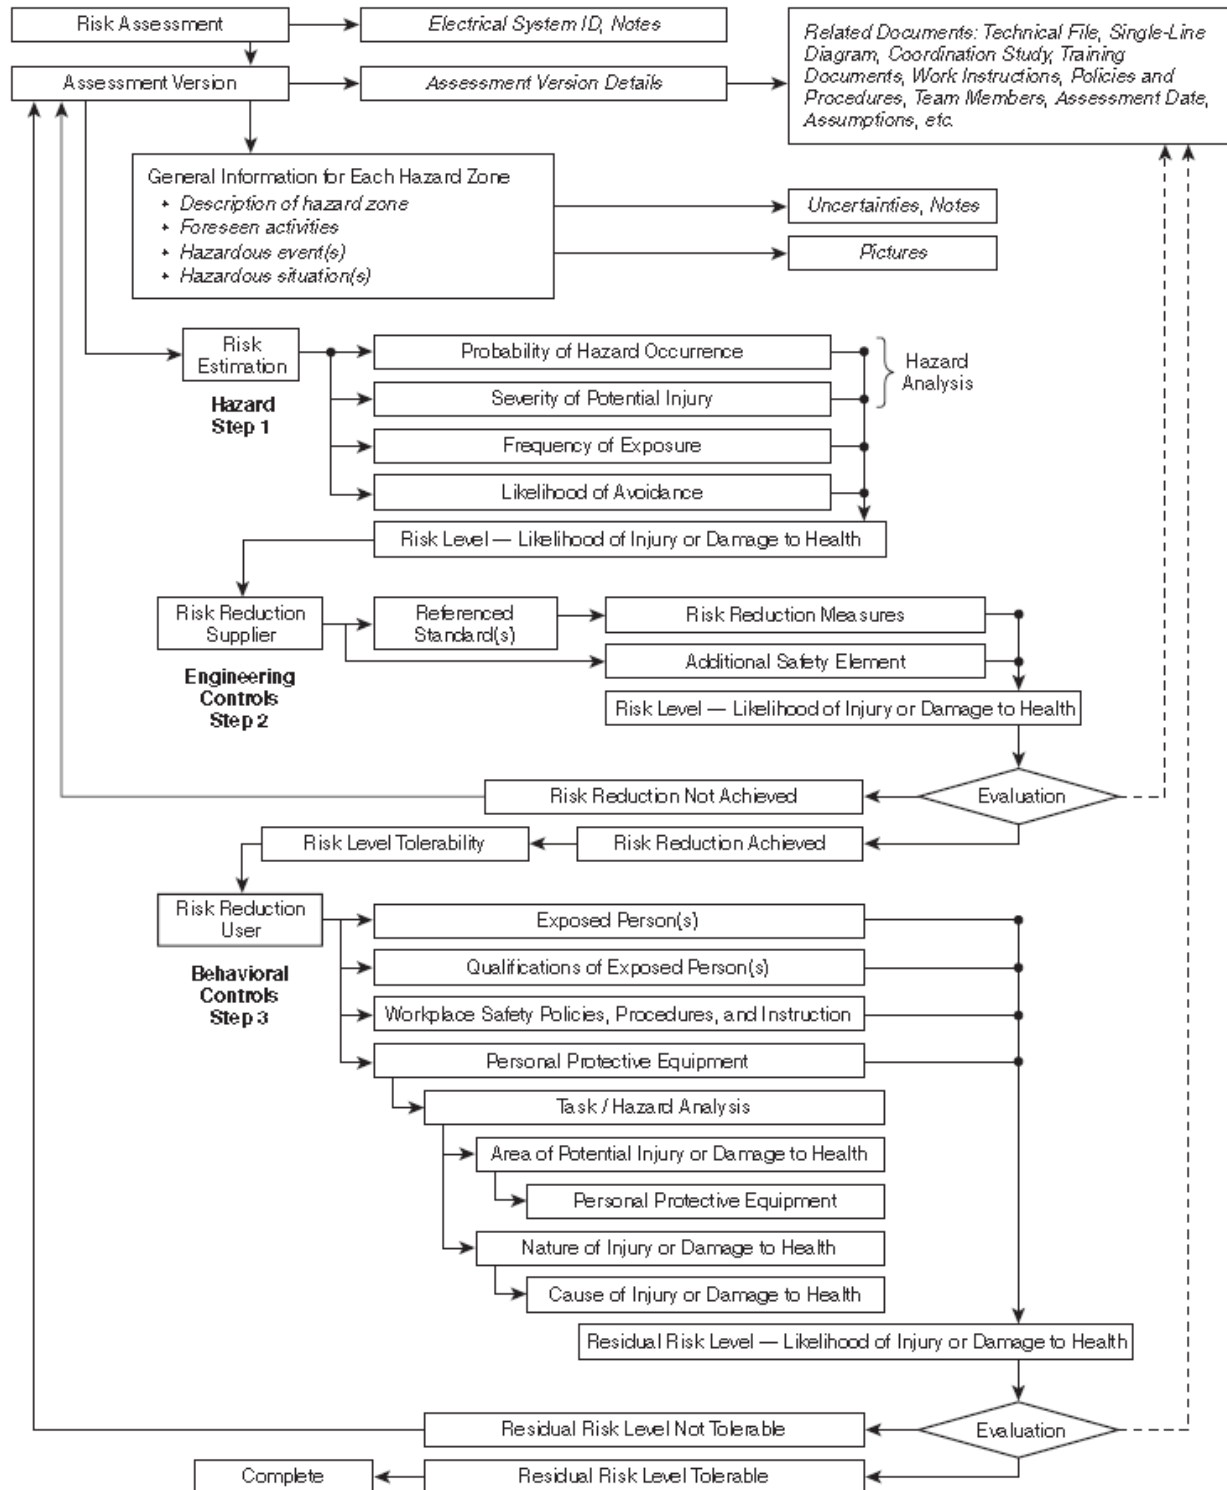 Risk Assessment
Electrical System ID, Notes
Related Documents: Technical File, Single-Line
Diagram, Coordination Study, Training
Documents, Work Instructions, Policies and
Procedures, Team Members, Assessment Date,
Assumptions, etc.
Assessment Version
Assessment Version Details
General Information for Each Hazard Zone
• Description of hazard zone
• Foreseen activities
• Hazardous event(s)
• Hazardous situation(s)
Uncertainties, Notes
Pictures
Risk
Estimation
Hazard
Step 1
Probability of Hazard Occurrence
Severity of Potential Injury
Hazard
Analysis
Frequency of Exposure
Likelihood of Avoidance
Risk Level — Likelihood of Injury or Damage to Health
Risk Reduction
Supplier
Engineering
Controls
Step 2
Referenced
Standard(s)
Risk Reduction Measures
Additional Safety Element
Risk Level — Likelihood of Injury or Damage to Health
Evaluation
Risk Reduction Not Achieved
Risk Reduction Achieved
Risk Level Tolerability
Risk Reduction
User
Behavioral
Controls
Step 3
Exposed Person(s)
Qualifications of Exposed Person(s)
Workplace Safety Policies, Procedures, and Instruction
Personal Protective Equipment
Task / Hazard Analysis
Area of Potential Injury or Damage to Health
Personal Protective Equipment
Nature of Injury or Damage to Health
Cause of Injury or Damage to Health
Residual Risk Level — Likelihood of Injury or Damage to Health
Evaluation
Residual Risk Level Not Tolerable
Residual Risk Level Tolerable
Complete